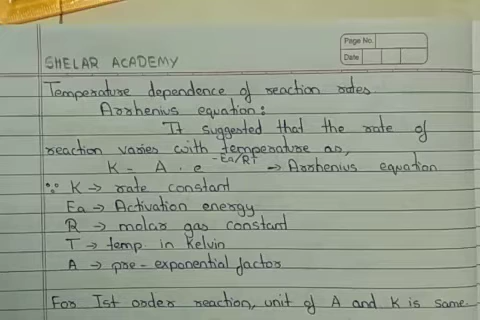 Page No.
Date
SHELAR ACADEMY
Temperature dependence of reaction rates
Arrhenius equation:
It suggested that the rate of
reaction varies with temperature as,
K = A . e^-Ea/RT → Arrhenius equation
∵ K → rate constant
Ea → Activation energy
R → molar gas constant
T → temp in Kelvin
A → pre-exponential factor
For Ist order reaction, unit of A and K is same.